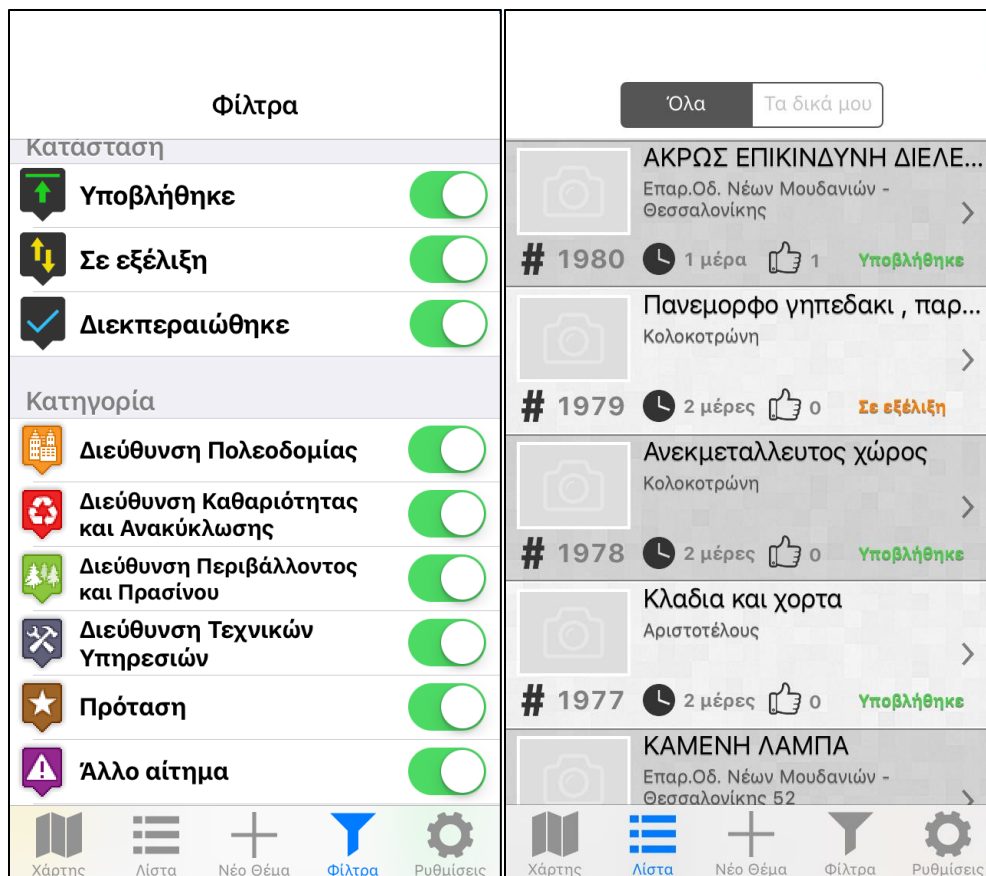 Φίλτρα
Κατάσταση
Υποβλήθηκε
Σε εξέλιξη
Διεκπεραιώθηκε
Κατηγορία
Διεύθυνση Πολεοδομίας
Διεύθυνση Καθαριότητας
και Ανακύκλωσης
Διεύθυνση Περιβάλλοντος
και Πρασίνου
Διεύθυνση Τεχνικών
Υπηρεσιών
Πρόταση
Άλλο αίτημα
Χάρτης Λίστα Νέο Θέμα Φίλτρα Ρυθμίσεις
Όλα Τα δικά μου
ΑΚΡΩΣ ΕΠΙΚΙΝΔΥΝΗ ΔΙΕΛΕ...
Επαρ.Οδ. Νέων Μουδανιών -
Θεσσαλονίκης
# 1980 1 μέρα 1 Υποβλήθηκε
Πανεμορφο γηπεδακι , παρ...
Κολοκοτρώνη
# 1979 2 μέρες 0 Σε εξέλιξη
Ανεκμεταλλευτος χώρος
Κολοκοτρώνη
# 1978 2 μέρες 0 Υποβλήθηκε
Κλαδια και χορτα
Αριστοτέλους
# 1977 2 μέρες 0 Υποβλήθηκε
ΚΑΜΕΝΗ ΛΑΜΠΑ
Επαρ.Οδ. Νέων Μουδανιών -
Θεσσαλονίκης 52
Χάρτης Λίστα Νέο Θέμα Φίλτρα Ρυθμίσεις